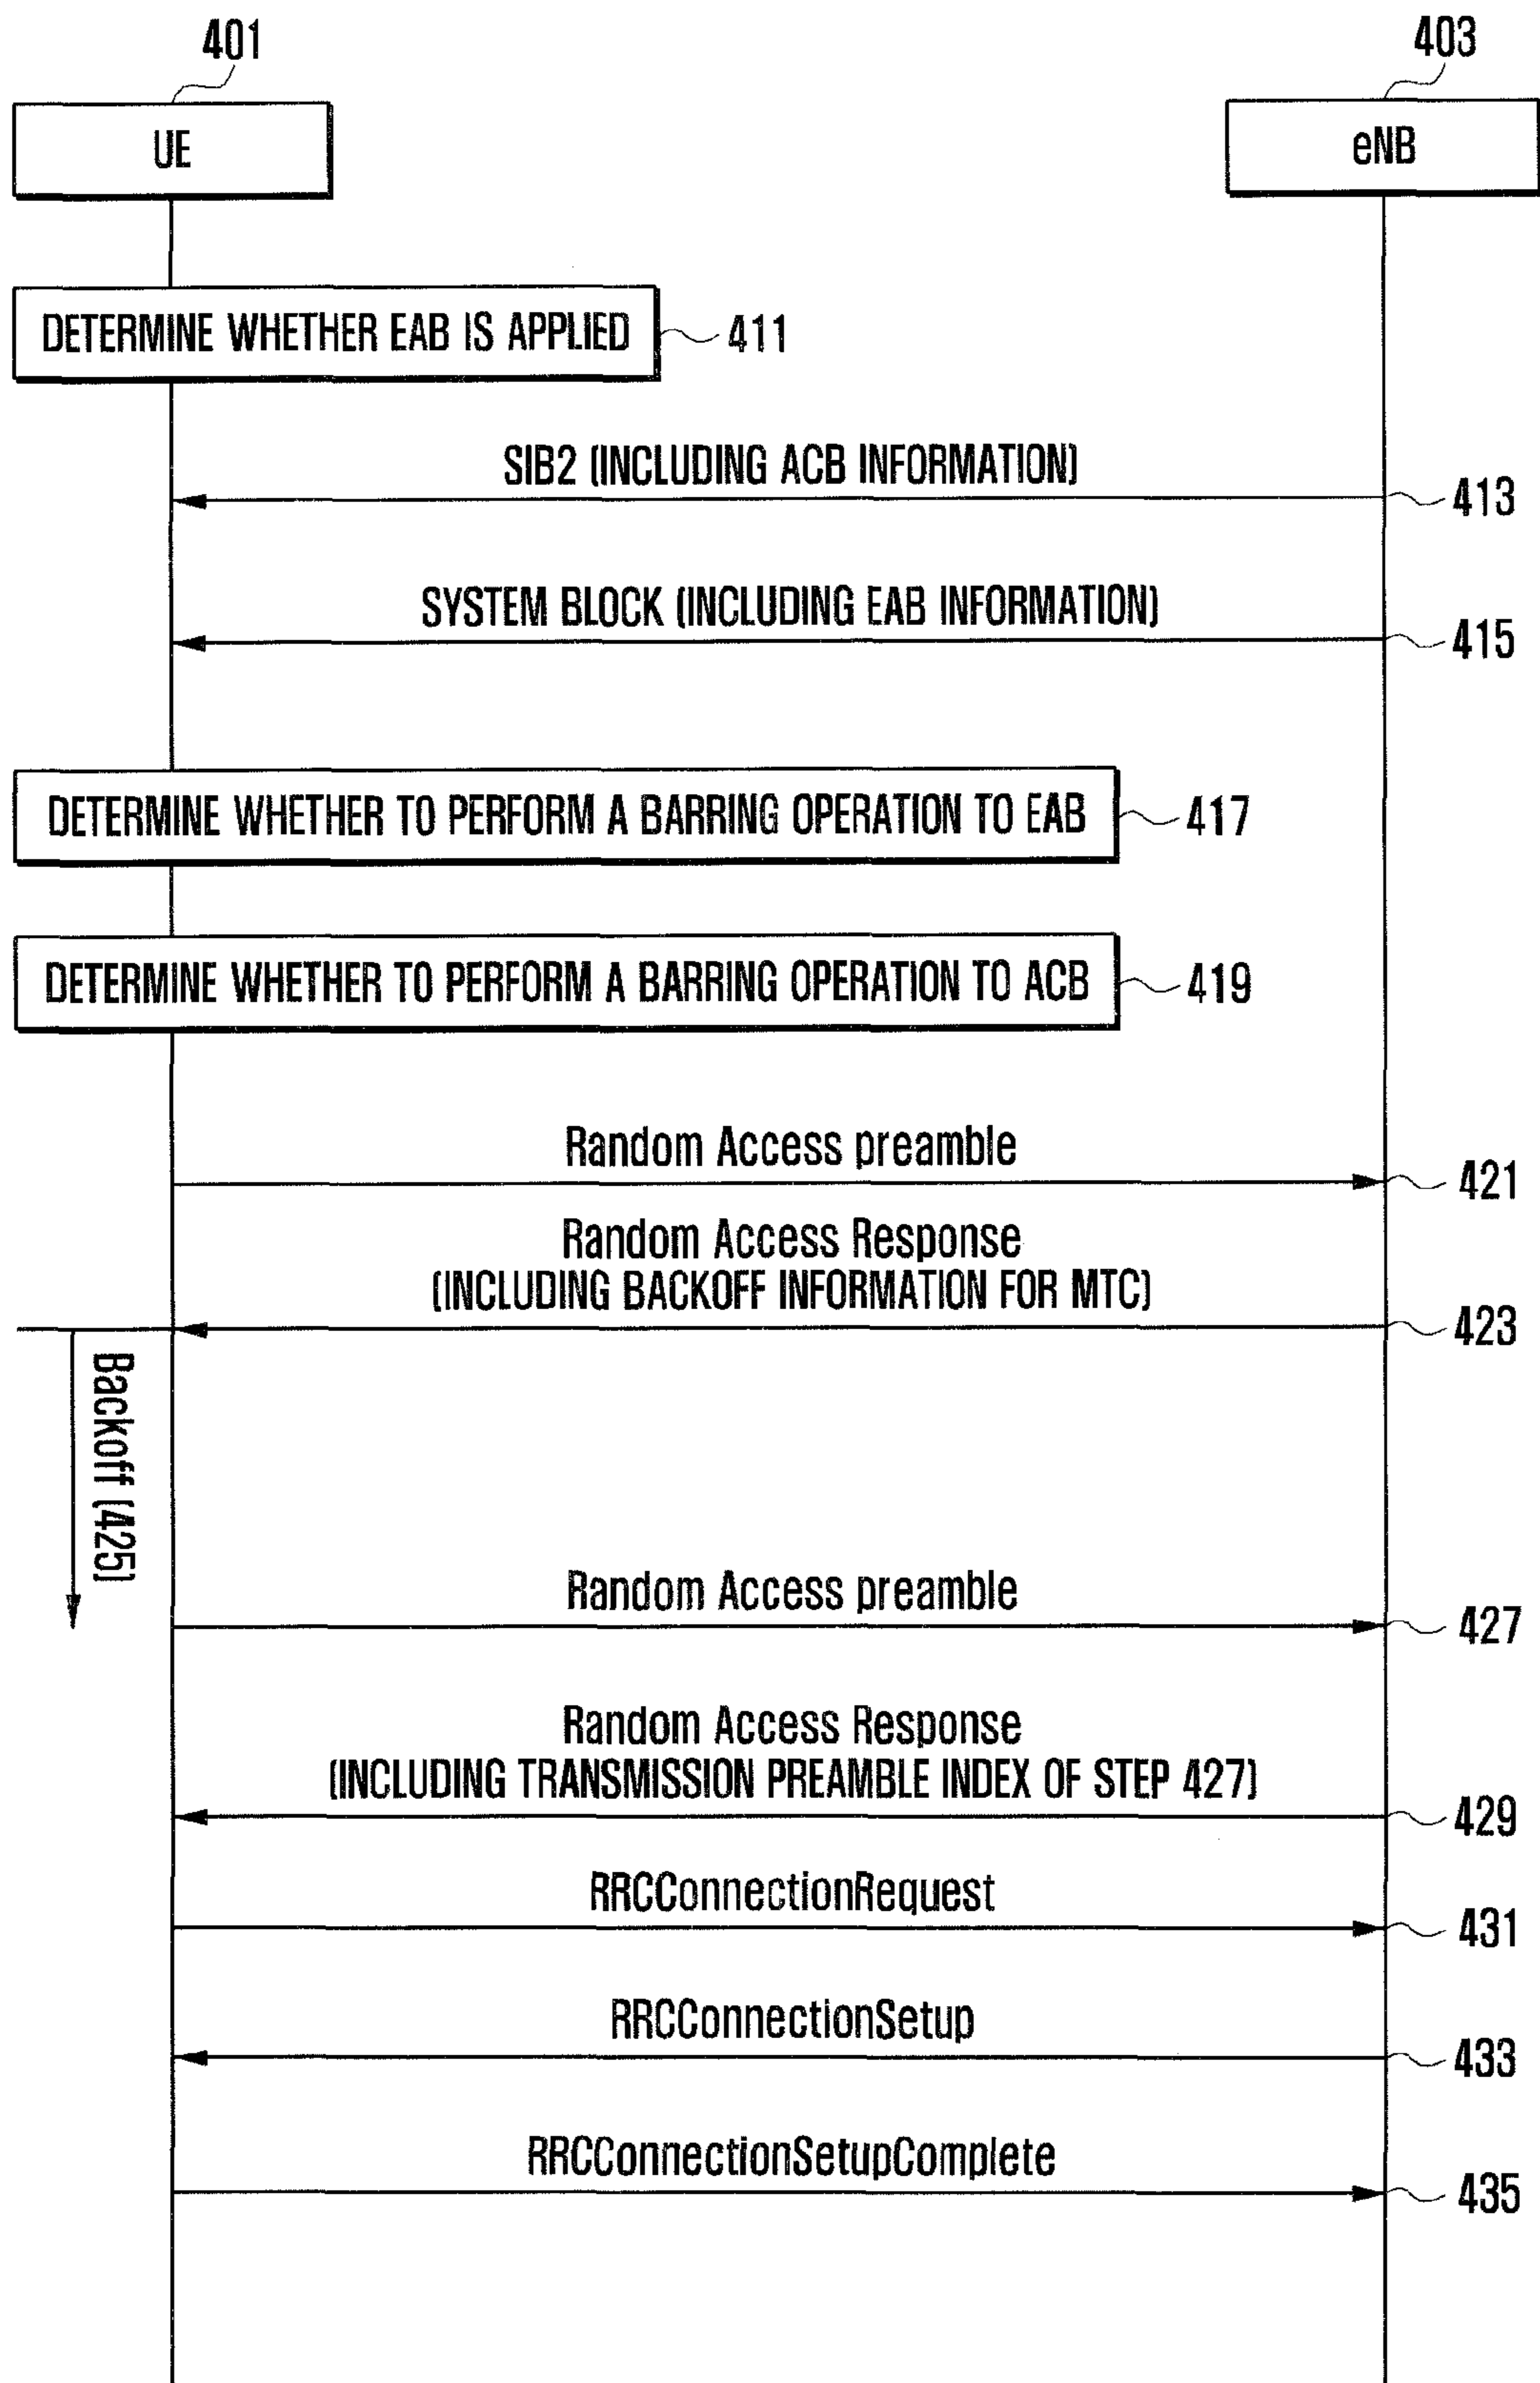 401
403
UE
eNB
DETERMINE WHETHER EAB IS APPLIED
411
SIB2 (INCLUDING ACB INFORMATION)
413
SYSTEM BLOCK (INCLUDING EAB INFORMATION)
415
DETERMINE WHETHER TO PERFORM A BARRING OPERATION TO EAB
417
DETERMINE WHETHER TO PERFORM A BARRING OPERATION TO ACB
419
Random Access preamble
421
Random Access Response
(INCLUDING BACKOFF INFORMATION FOR MTC)
423
Backoff (425)
Random Access preamble
427
Random Access Response
(INCLUDING TRANSMISSION PREAMBLE INDEX OF STEP 427)
429
RRCConnectionRequest
431
RRCConnectionSetup
433
RRCConnectionSetupComplete
435